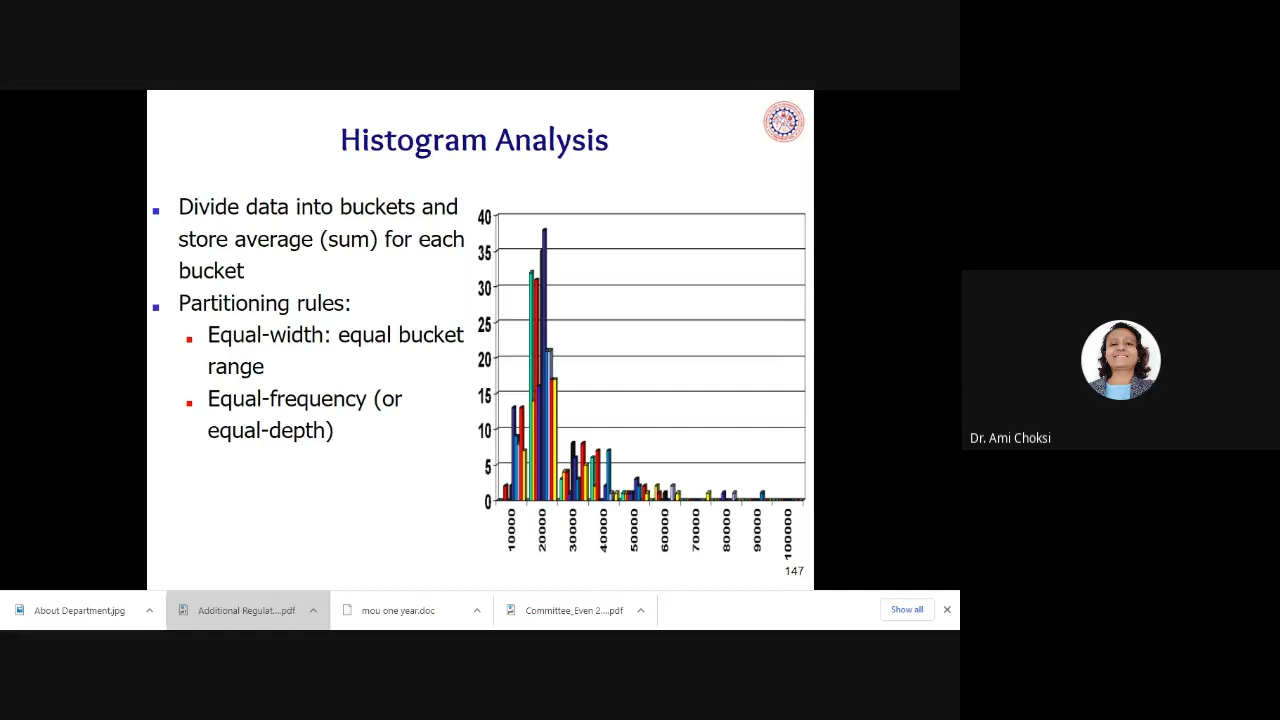 Histogram Analysis
Divide data into buckets and
store average (sum) for each
bucket
Partitioning rules:
Equal-width: equal bucket
range
Equal-frequency (or
equal-depth)
40
35
30
25
20
15
10
5
0
10000
20000
30000
40000
50000
60000
70000
80000
90000
100000
147
Dr. Ami Choksi
About Department.jpg
Additional Regulat....pdf
mou one year.doc
Committee_Even 2....pdf
Show all